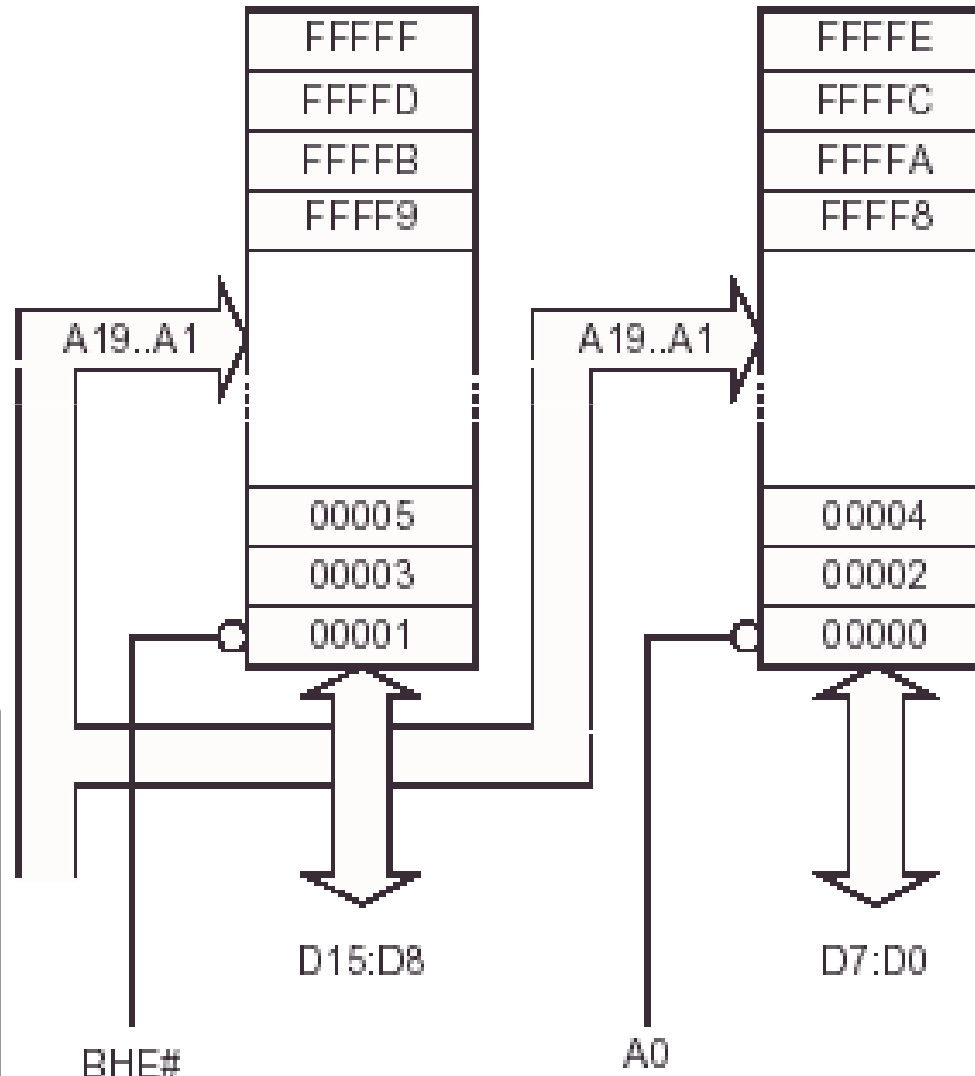 FFFFF FFFFE
FFFFD FFFFC
FFFFB FFFFA
FFFF9 FFFF8
A19..A1 A19..A1
00005 00004
00003 00002
00001 00000
D15:D8 D7:D0
BHE# A0